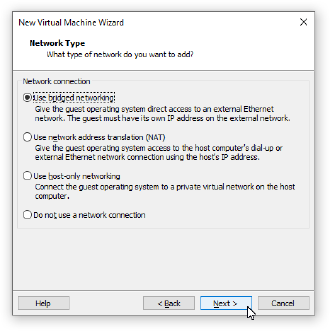 New Virtual Machine Wizard
Network Type
What type of network do you want to add?
Network connection
Use bridged networking
Give the guest operating system direct access to an external Ethernet
network. The guest must have its own IP address on the external network.
Use network address translation (NAT)
Give the guest operating system access to the host computer's dial-up or
external Ethernet network connection using the host's IP address.
Use host-only networking
Connect the guest operating system to a private virtual network on the host
computer.
Do not use a network connection
Help
< Back
Next >
Cancel